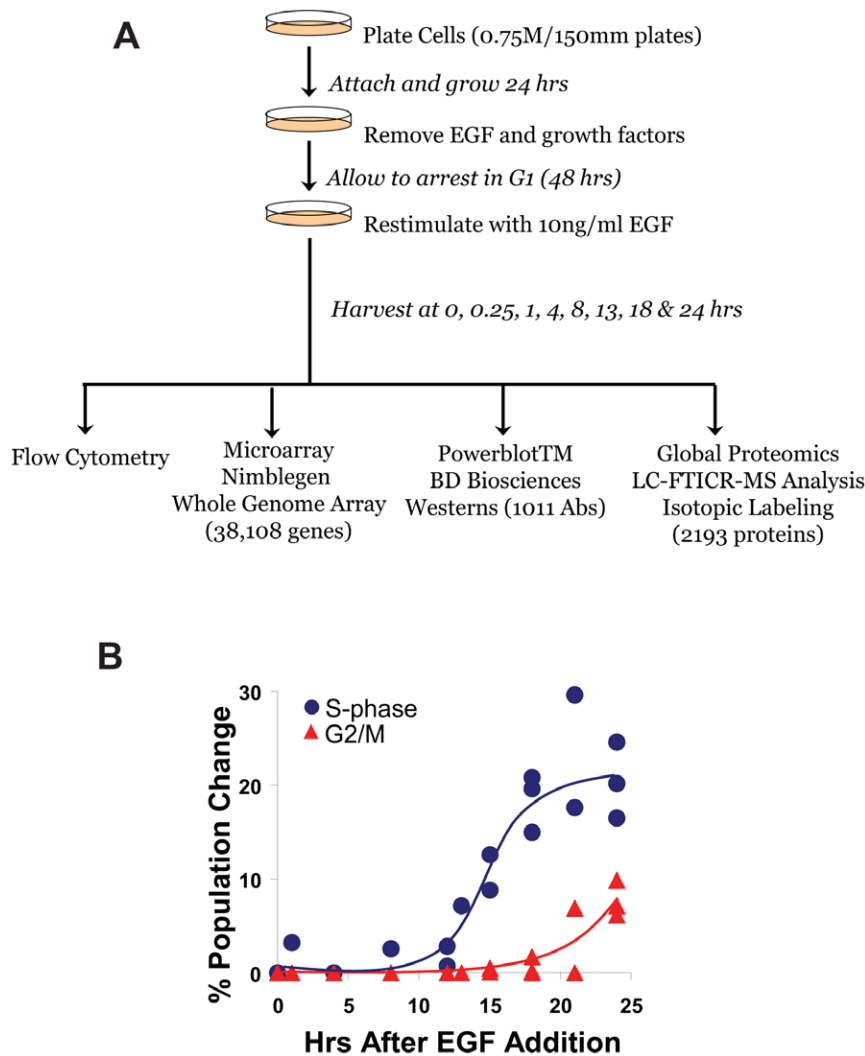 A
Plate Cells (0.75M/150mm plates)
Attach and grow 24 hrs
Remove EGF and growth factors
Allow to arrest in G1 (48 hrs)
Restimulate with 10ng/ml EGF
Harvest at 0, 0.25, 1, 4, 8, 13, 18 & 24 hrs
Flow Cytometry
Microarray
Nimblegen
Whole Genome Array
(38,108 genes)
PowerblotTM
BD Biosciences
Westerns (1011 Abs)
Global Proteomics
LC-FTICR-MS Analysis
Isotopic Labeling
(2193 proteins)
B
% Population Change
30
20
10
0
S-phase
G2/M
0 5 10 15 20 25
Hrs After EGF Addition